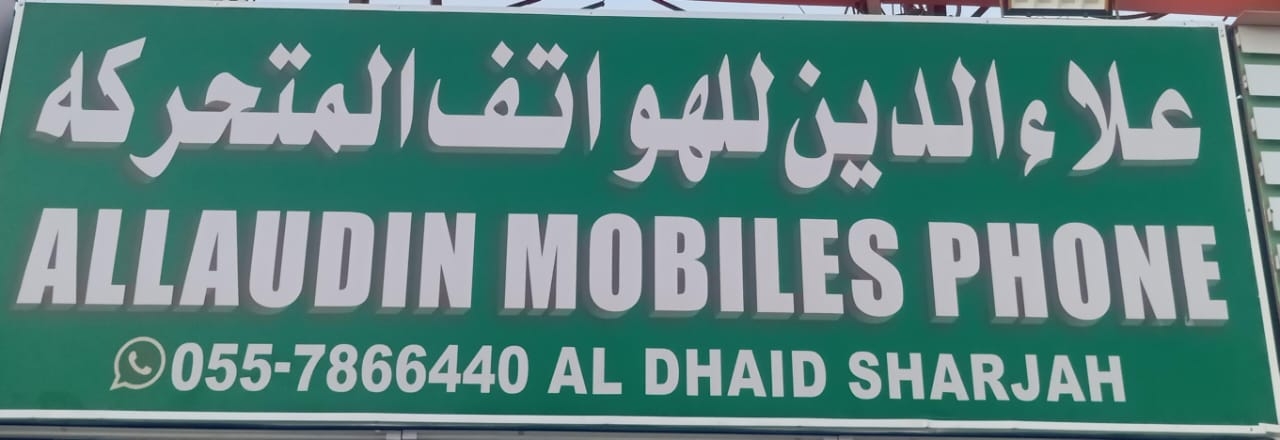 علاء الدين للهواتف المتحركه
ALLAUDIN MOBILES PHONE
055-7866440 AL DHAID SHARJAH